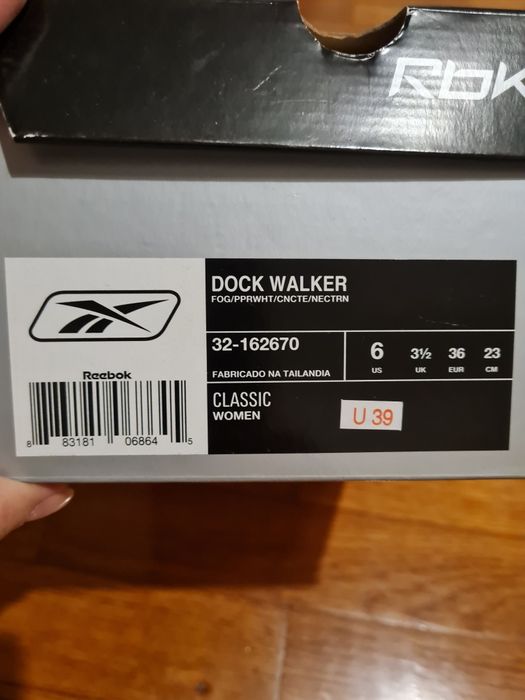 Rbk
DOCK WALKER
FOG/PPRWHT/CNCTE/NECTRN
32-162670
FABRICADO NA TAILANDIA
6 3½ 36 23
US UK EUR CM
Reebok
CLASSIC
WOMEN
U 39
8 83181 06864 5